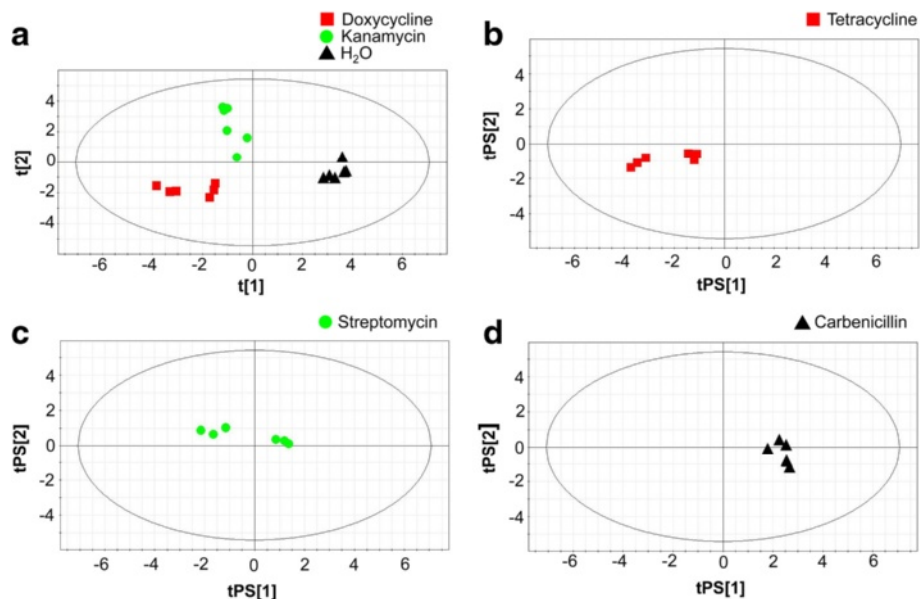 a
Doxycycline
Kanamycin
H₂O
t[2]
4
2
0
-2
-4
-6 -4 -2 0 2 4 6
t[1]
b
Tetracycline
tPS[2]
4
2
0
-2
-4
-6 -4 -2 0 2 4 6
tPS[1]
c
Streptomycin
tPS[2]
4
2
0
-2
-4
-6 -4 -2 0 2 4 6
tPS[1]
d
Carbenicillin
tPS[2]
4
2
0
-2
-4
-6 -4 -2 0 2 4 6
tPS[1]